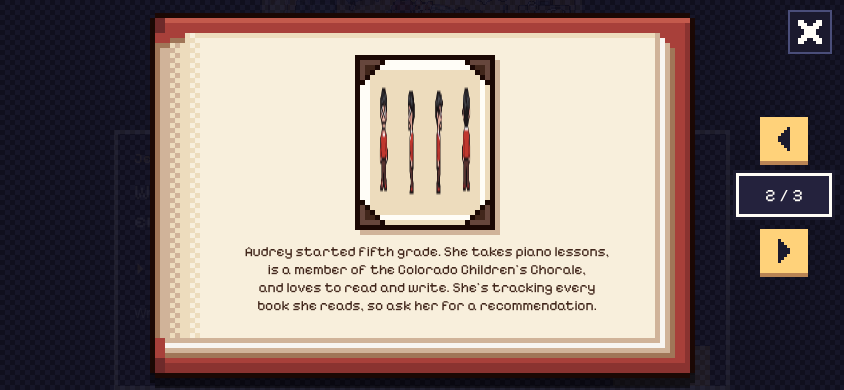 Audrey started fifth grade. She takes piano lessons,
is a member of the Colorado Children's Chorale,
and loves to read and write. She's tracking every
book she reads, so ask her for a recommendation.
2/3